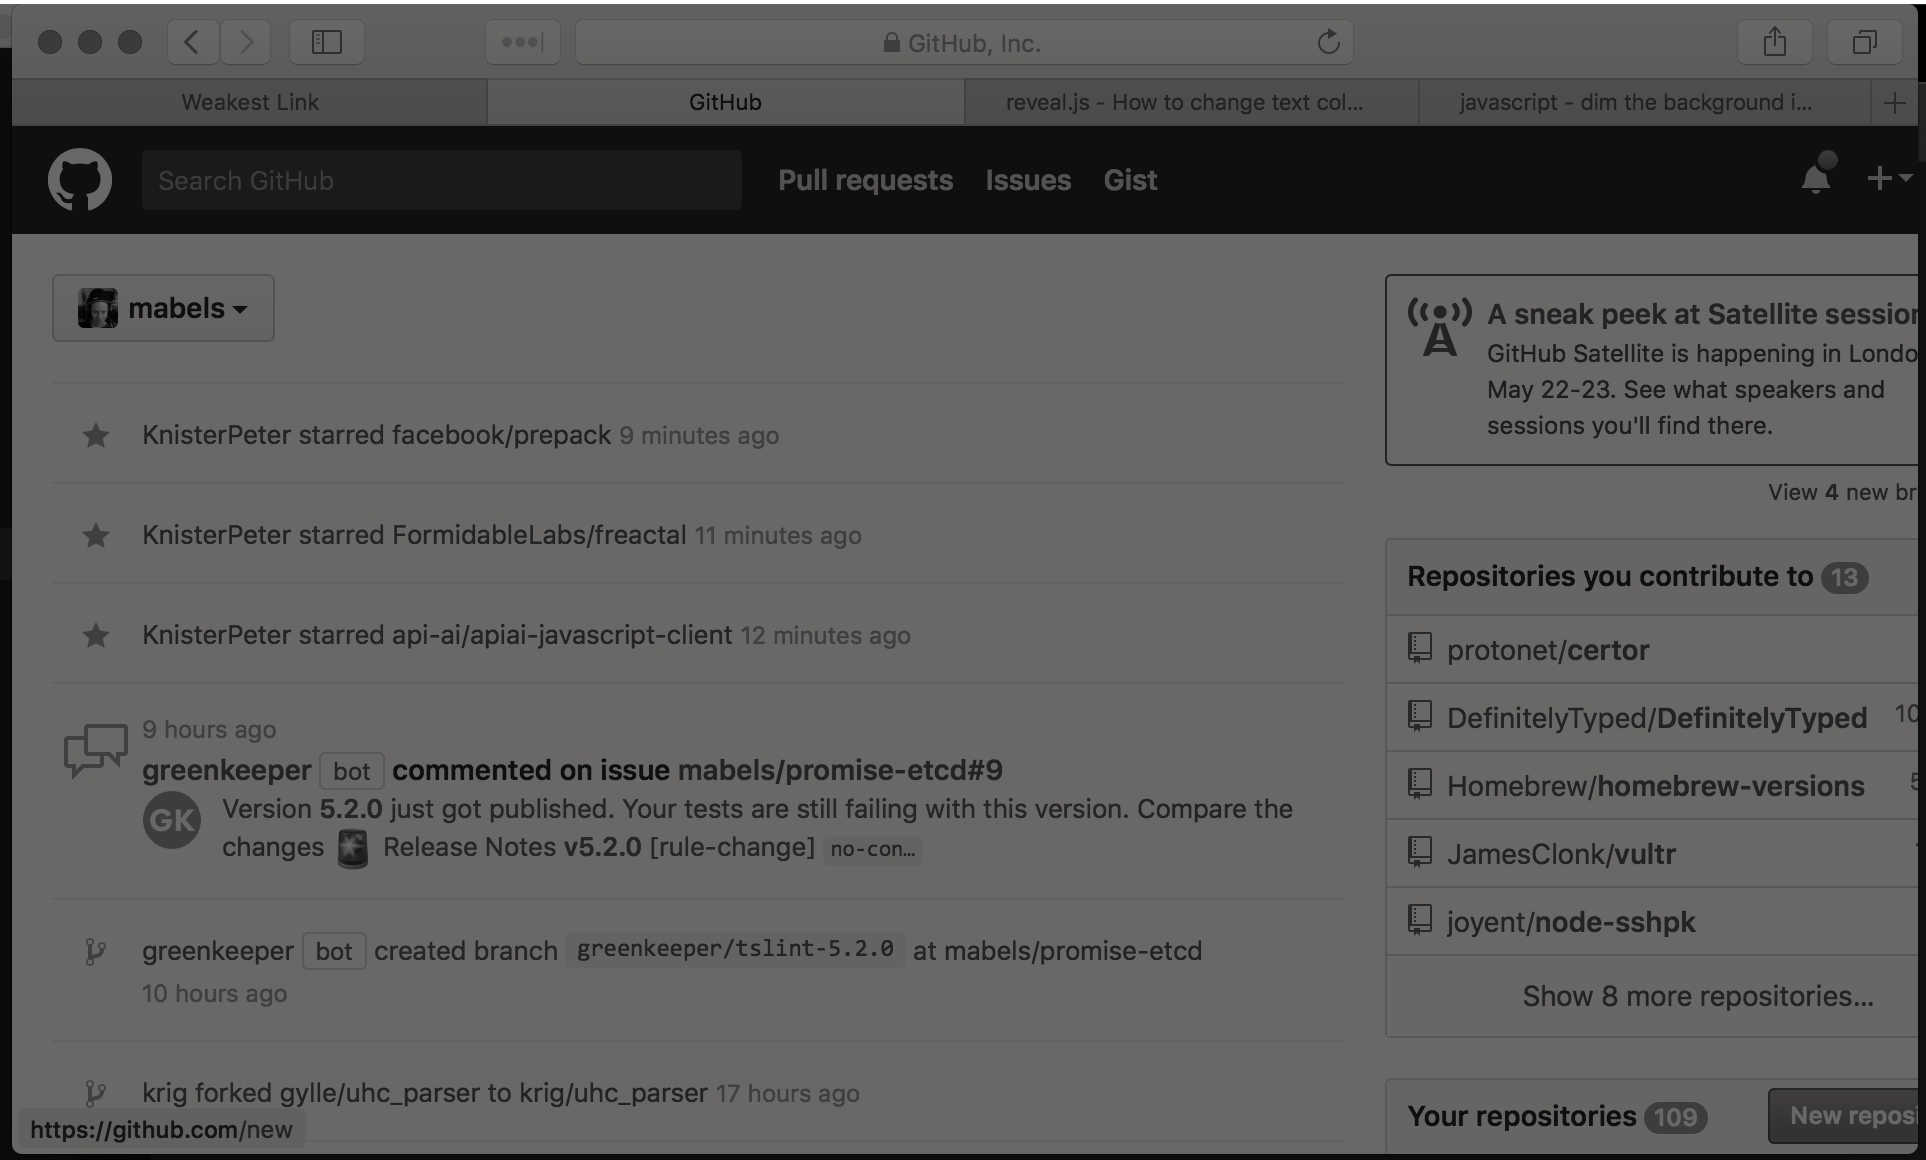 GitHub, Inc.
Weakest Link
GitHub
reveal.js - How to change text col...
javascript - dim the background i...
Search GitHub
Pull requests
Issues
Gist
mabels
KnisterPeter starred facebook/prepack 9 minutes ago
KnisterPeter starred FormidableLabs/freactal 11 minutes ago
KnisterPeter starred api-ai/apiai-javascript-client 12 minutes ago
9 hours ago
greenkeeper bot commented on issue mabels/promise-etcd#9
GK
Version 5.2.0 just got published. Your tests are still failing with this version. Compare the
changes 🚨 Release Notes v5.2.0 [rule-change] no-con…
greenkeeper bot created branch greenkeeper/tslint-5.2.0 at mabels/promise-etcd
10 hours ago
krig forked gylle/uhc_parser to krig/uhc_parser 17 hours ago
https://github.com/new
A sneak peek at Satellite session
GitHub Satellite is happening in Londo
May 22-23. See what speakers and
sessions you'll find there.
View 4 new br
Repositories you contribute to 13
protonet/certor
DefinitelyTyped/DefinitelyTyped 10
Homebrew/homebrew-versions 5
JamesClonk/vultr
joyent/node-sshpk
Show 8 more repositories...
Your repositories 109
New reposi